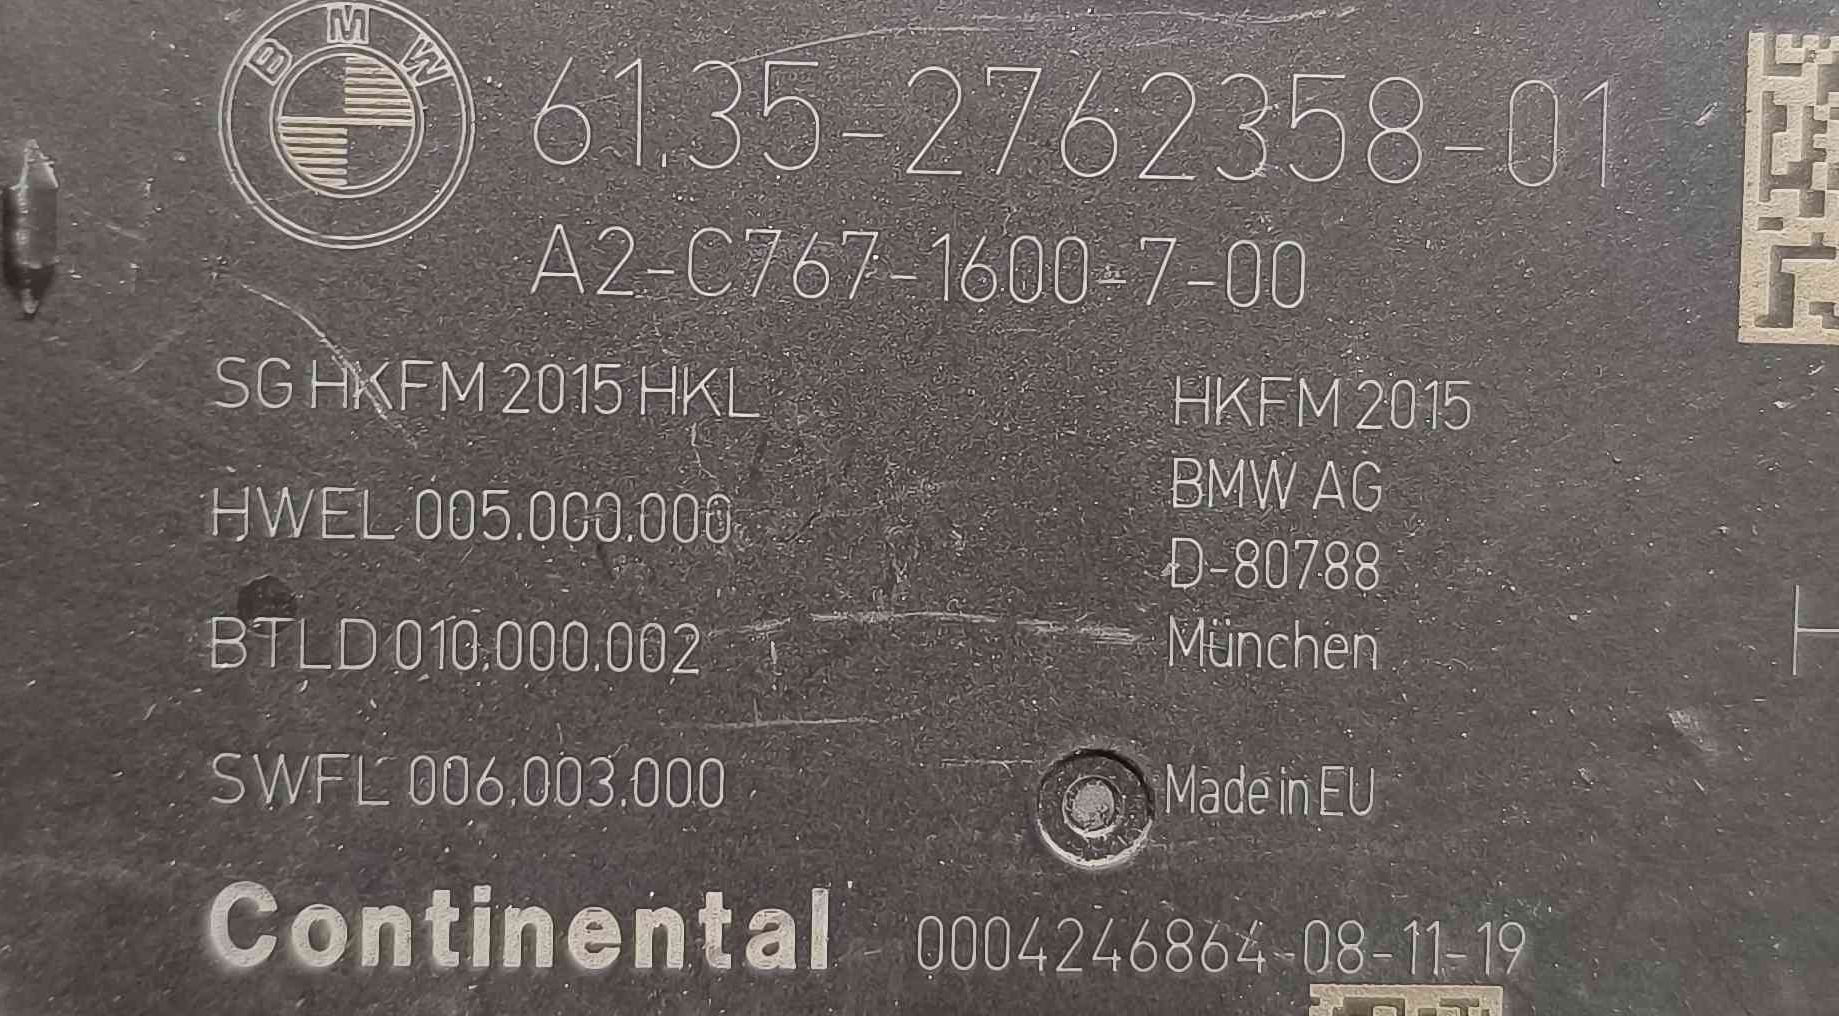 BMW
61.35-2762358-01
A2-C767-1600-7-00
SG HKFM 2015 HKL
HKFM 2015
HWEL 005.000.000
BMW AG
D-80788
BTLD 010.000.002
München
SWFL 006.003.000
Made in EU
Continental 0004246864-08-11-19